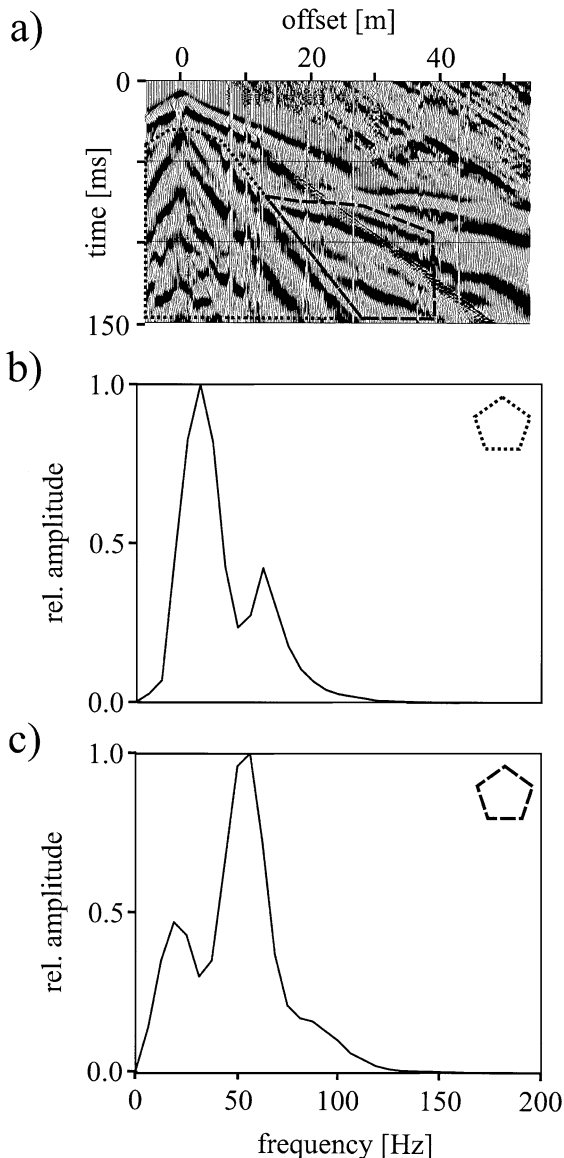 a)
offset [m]
0 20 40
0
time [ms]
150
b)
1.0
0.5
0.0
rel. amplitude
c)
1.0
0.5
0.0
rel. amplitude
0 50 100 150 200
frequency [Hz]